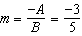 m = -A/B = -3/5